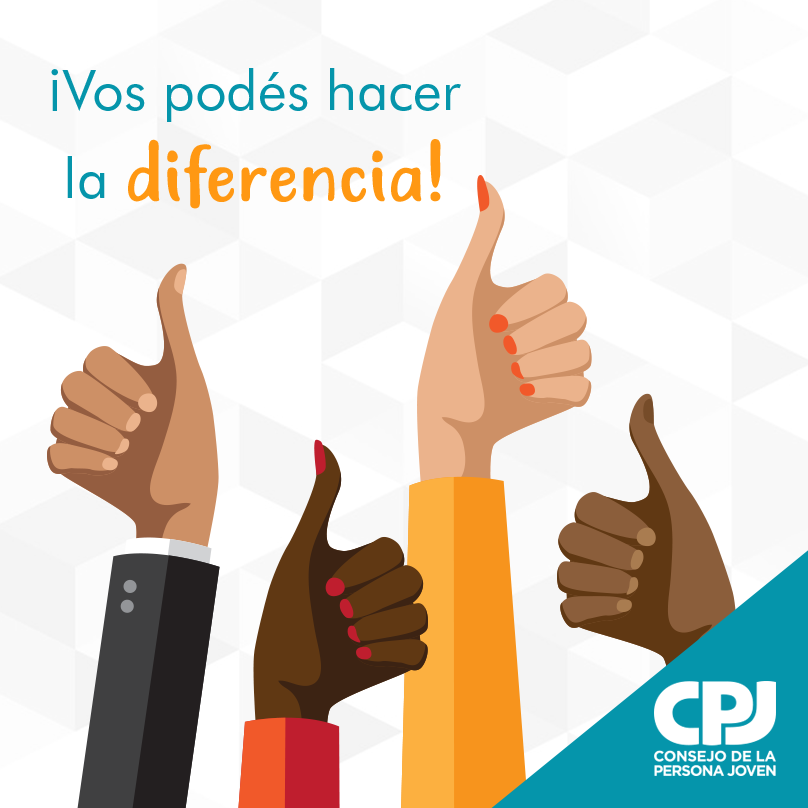 ¡Vos podés hacer
la diferencia!
CPJ
CONSEJO DE LA
PERSONA JOVEN